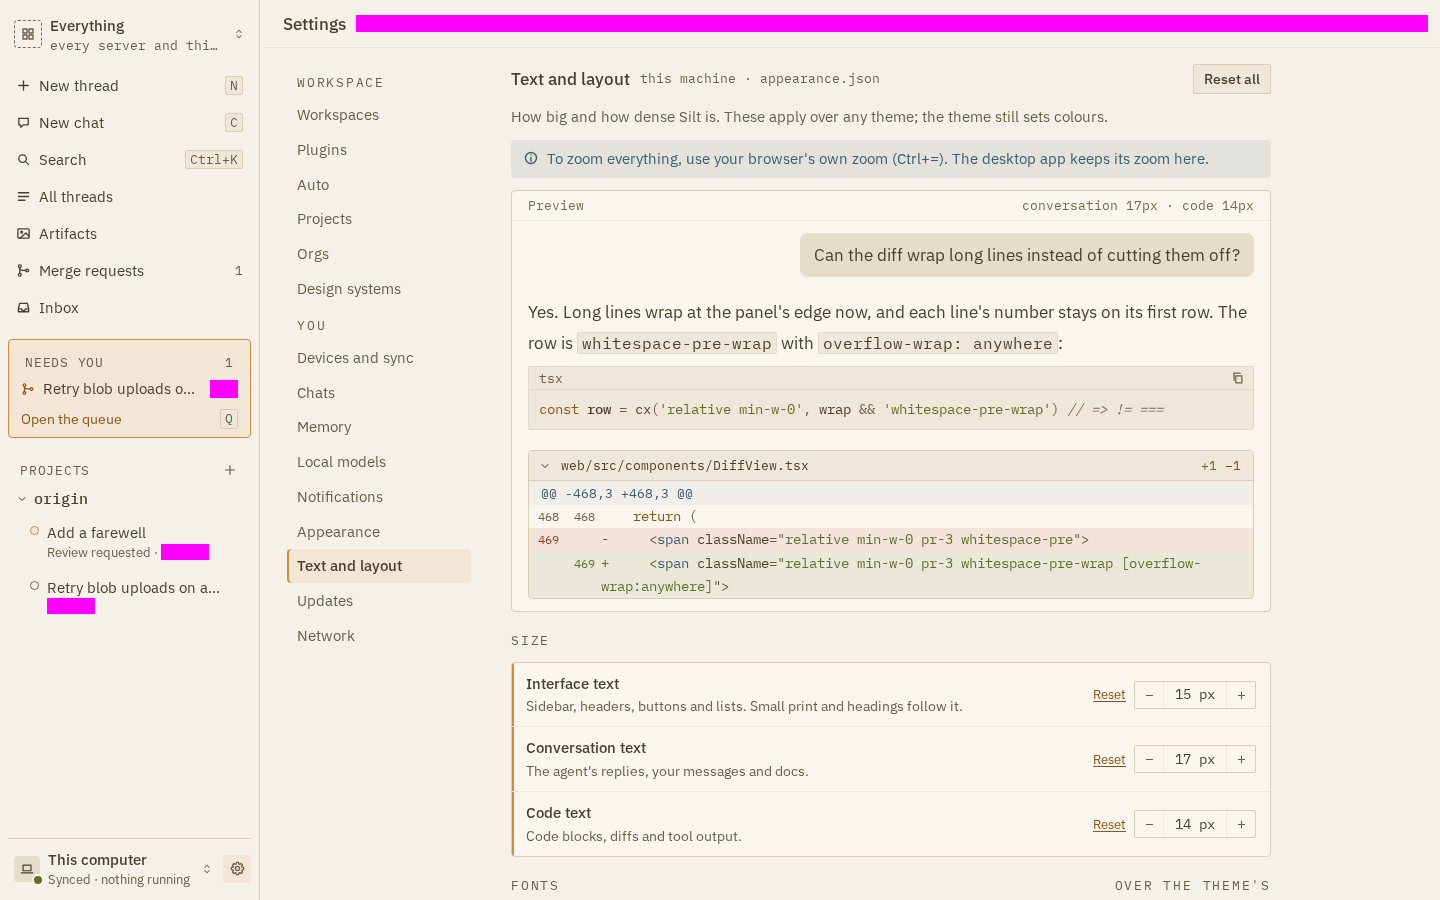 Everything
every server and thi…
New thread
N
New chat
C
Search
Ctrl+K
All threads
Artifacts
Merge requests
1
Inbox
NEEDS YOU
1
Retry blob uploads o…
Open the queue
Q
PROJECTS
origin
Add a farewell
Review requested ·
Retry blob uploads on a…
This computer
Synced · nothing running
Settings
WORKSPACE
Workspaces
Plugins
Auto
Projects
Orgs
Design systems
YOU
Devices and sync
Chats
Memory
Local models
Notifications
Appearance
Text and layout
Updates
Network
Text and layout this machine · appearance.json
Reset all
How big and how dense Silt is. These apply over any theme; the theme still sets colours.
To zoom everything, use your browser's own zoom (Ctrl+=). The desktop app keeps its zoom here.
Preview
conversation 17px · code 14px
Can the diff wrap long lines instead of cutting them off?
Yes. Long lines wrap at the panel's edge now, and each line's number stays on its first row. The
row is whitespace-pre-wrap with overflow-wrap: anywhere:
tsx
const row = cx('relative min-w-0', wrap && 'whitespace-pre-wrap') // => != ===
web/src/components/DiffView.tsx
+1 −1
@@ -468,3 +468,3 @@
468 468 return (
469 - <span className="relative min-w-0 pr-3 whitespace-pre">
469 + <span className="relative min-w-0 pr-3 whitespace-pre-wrap [overflow-
wrap:anywhere]">
SIZE
Interface text
Sidebar, headers, buttons and lists. Small print and headings follow it.
Reset
− 15 px +
Conversation text
The agent's replies, your messages and docs.
Reset
− 17 px +
Code text
Code blocks, diffs and tool output.
Reset
− 14 px +
FONTS
OVER THE THEME'S